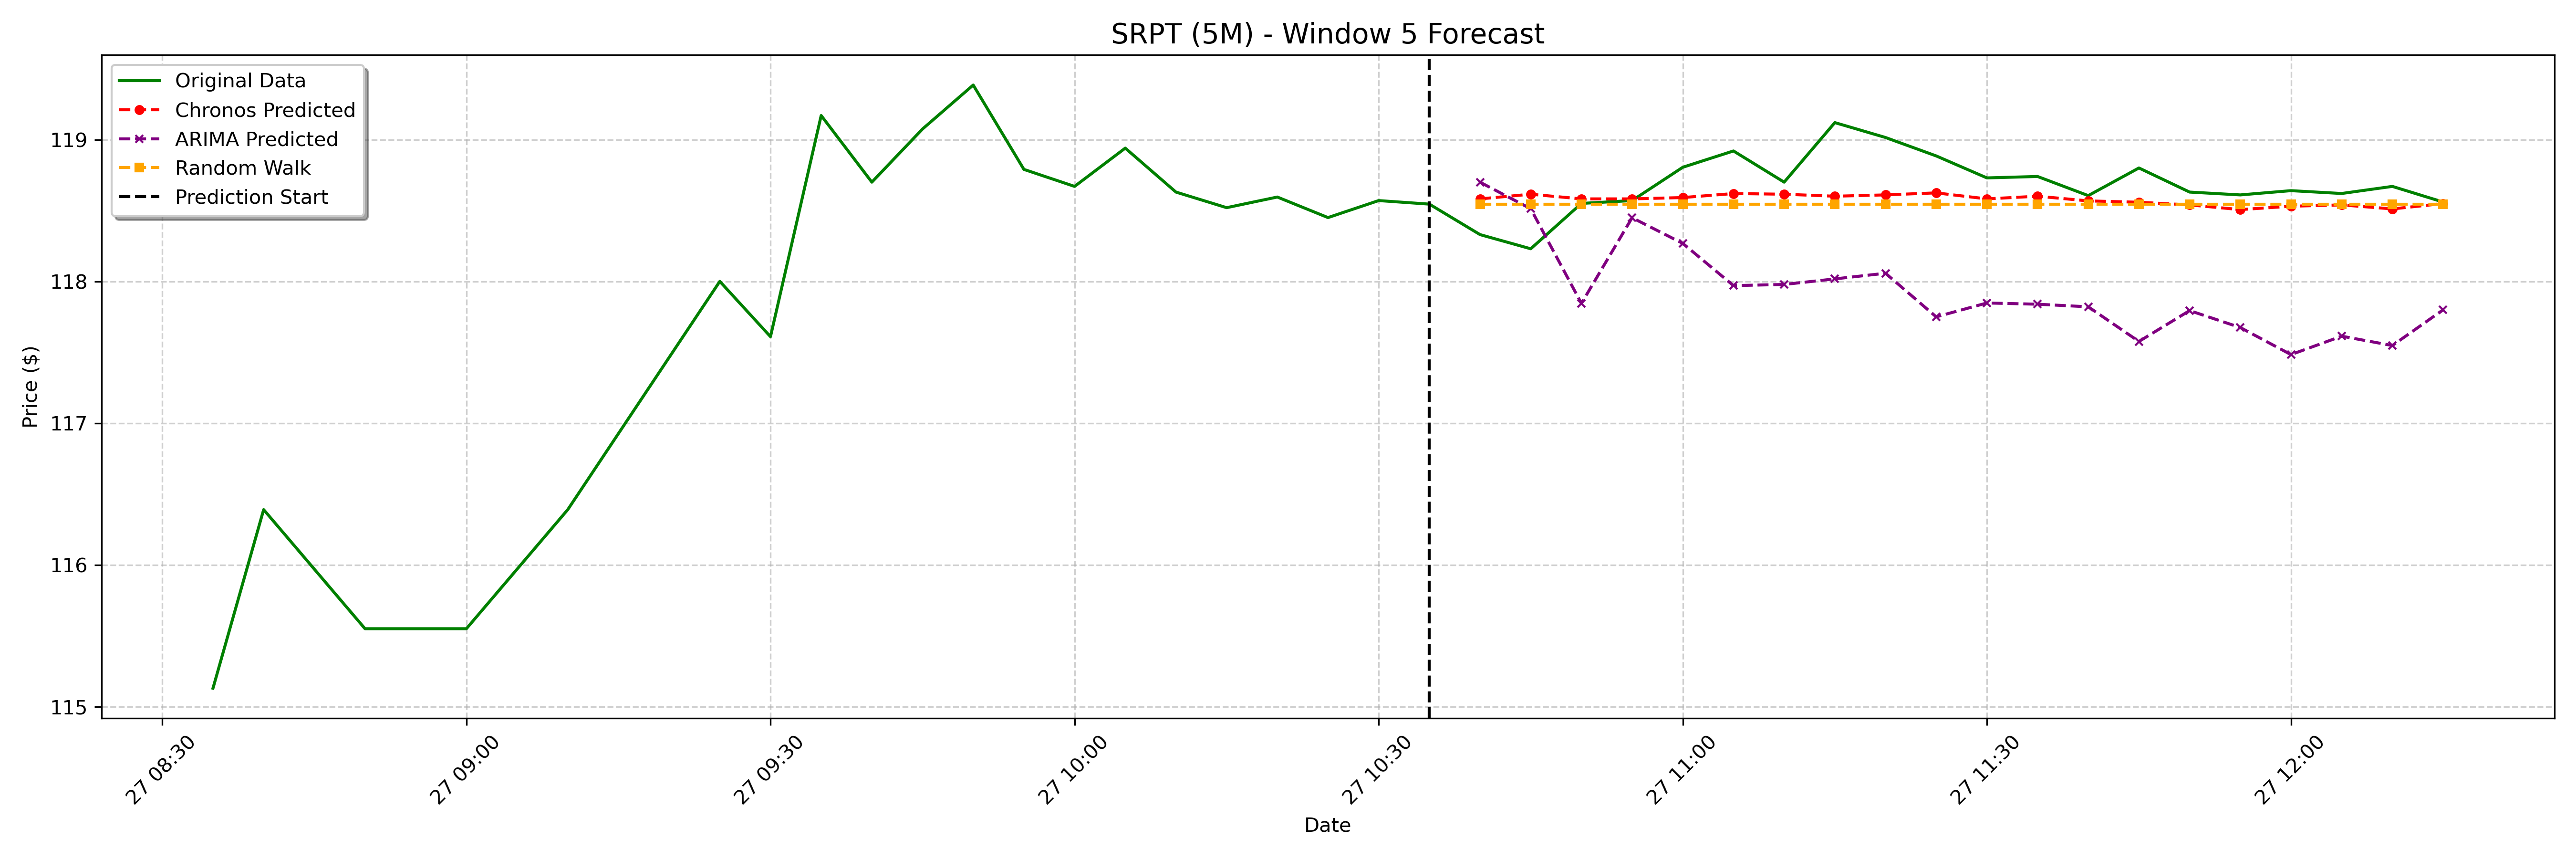 SRPT (5M) - Window 5 Forecast
Original Data
Chronos Predicted
ARIMA Predicted
Random Walk
Prediction Start
Price ($)
119
118
117
116
115
27 08:30
27 09:00
27 09:30
27 10:00
27 10:30
27 11:00
27 11:30
27 12:00
Date